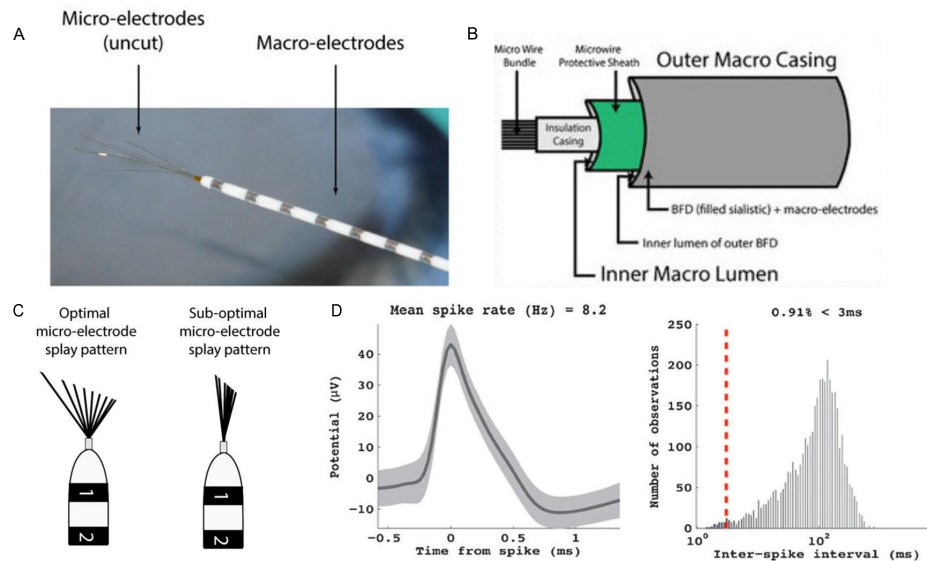 A
Micro-electrodes
(uncut)
Macro-electrodes
B
Micro Wire
Bundle
Microwire
Protective Sheath
Outer Macro Casing
Insulation
Casing
BFD (filled sialistic) + macro-electrodes
Inner lumen of outer BFD
Inner Macro Lumen
C
Optimal
micro-electrode
splay pattern
1
2
Sub-optimal
micro-electrode
splay pattern
1
2
D
Mean spike rate (Hz) = 8.2
Potential (μV)
40
30
20
10
0
−10
−0.5
0
0.5
1
Time from spike (ms)
0.91% < 3ms
Number of observations
250
200
150
100
50
0
10⁰
10²
Inter-spike interval (ms)